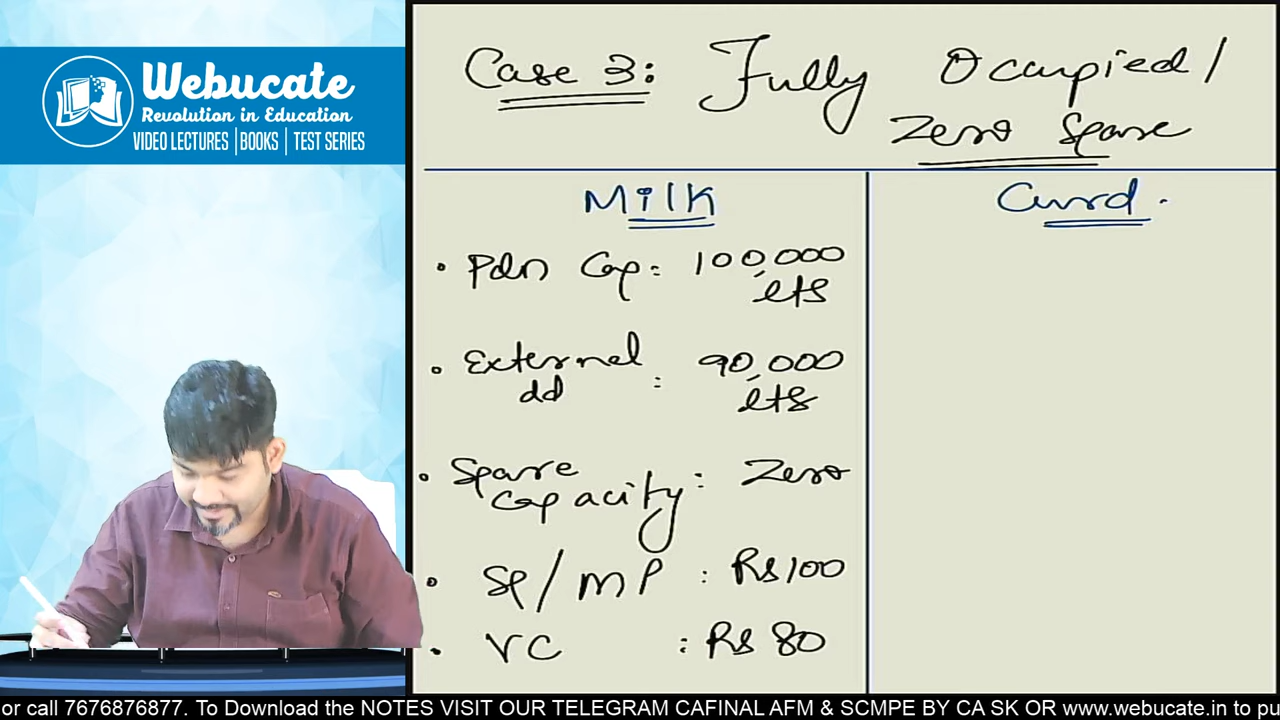 Webucate
Revolution in Education
VIDEO LECTURES | BOOKS | TEST SERIES
Case 3: Fully Ocupied /
Zero Spare
Milk
• Pdn Cap: 100,000
lts
• External : 90,000
dd lts
• Spare : Zero
capacity
• SP/MP : Rs 100
• VC : Rs 80
Curd.
or call 7676876877. To Download the NOTES VISIT OUR TELEGRAM CAFINAL AFM & SCMPE BY CA SK OR www.webucate.in to pu